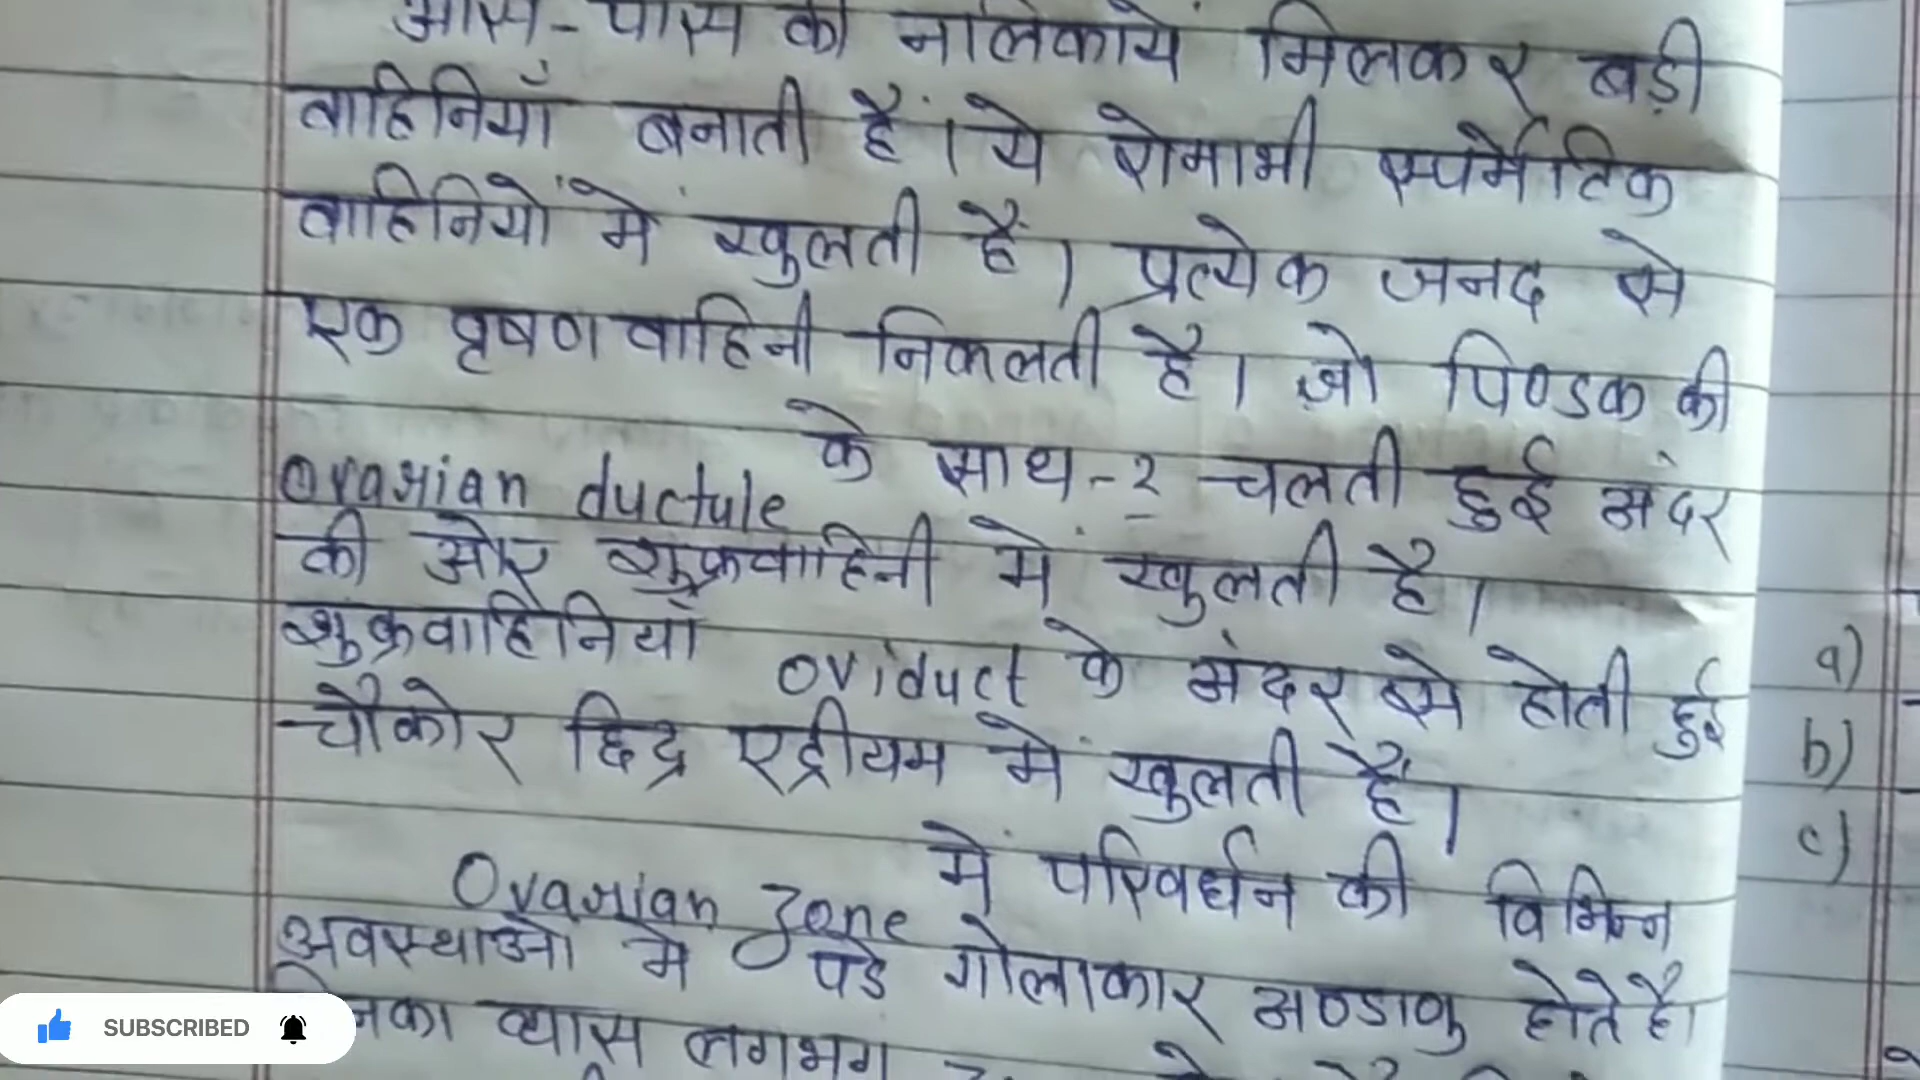 आस-पास की नलिकायें मिलकर बड़ी
वाहिनियाँ बनाती हैं। ये रोमाभी स्पर्मेटिक
वाहिनियों में खुलती हैं। प्रत्येक जनद से
एक वृषण वाहिनी निकलती है। जो पिण्डक की
ovarian ductule के साथ-2 चलती हुई अंदर
की ओर शुक्रवाहिनी में खुलती है।
शुक्रवाहिनियाँ oviduct के अंदर से होती हुई
चौकोर छिद्र एट्रीयम में खुलती हैं।
Ovarian Zone में परिवर्धन की विभिन्न
अवस्थाओं में पडे गोलाकार अण्डाणु होते है।
व्यास लगभग
a)
b)
c)
SUBSCRIBED